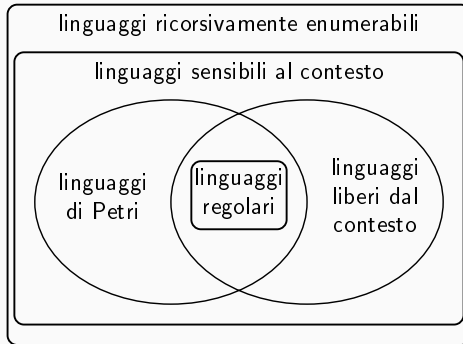 linguaggi ricorsivamente enumerabili
linguaggi sensibili al contesto
linguaggi
di Petri
linguaggi
regolari
linguaggi
liberi dal
contesto